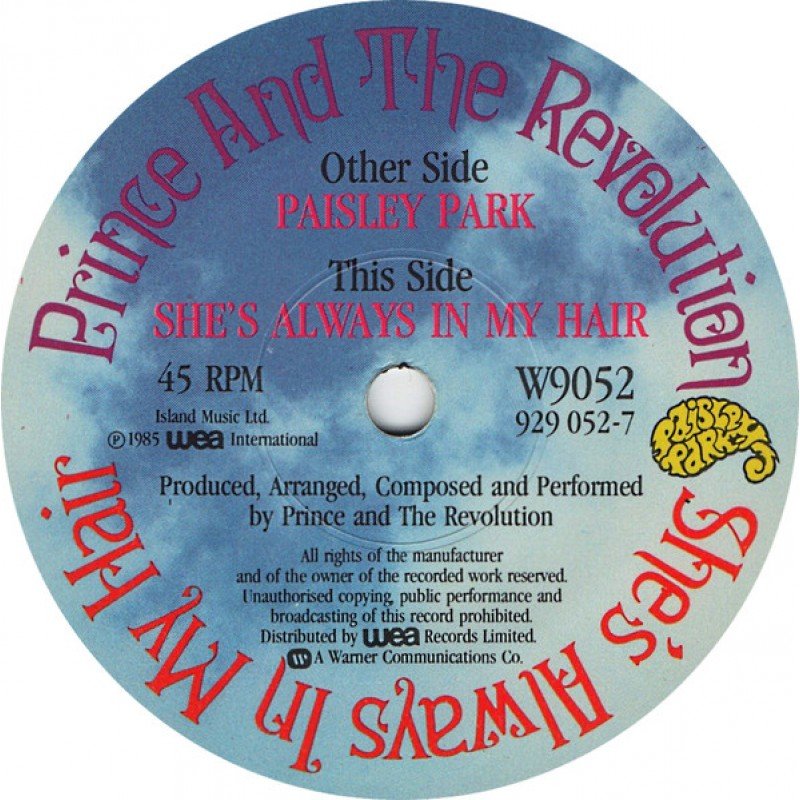 Prince And The Revolution
Other Side
PAISLEY PARK
This Side
SHE'S ALWAYS IN MY HAIR
45 RPM
W9052
Island Music Ltd.
929 052-7
℗ 1985 wea International
PAISLEY PARK
Produced, Arranged, Composed and Performed
by Prince and The Revolution
All rights of the manufacturer
and of the owner of the recorded work reserved.
Unauthorised copying, public performance and
broadcasting of this record prohibited.
Distributed by wea Records Limited.
W A Warner Communications Co.
She's Always In My Hair